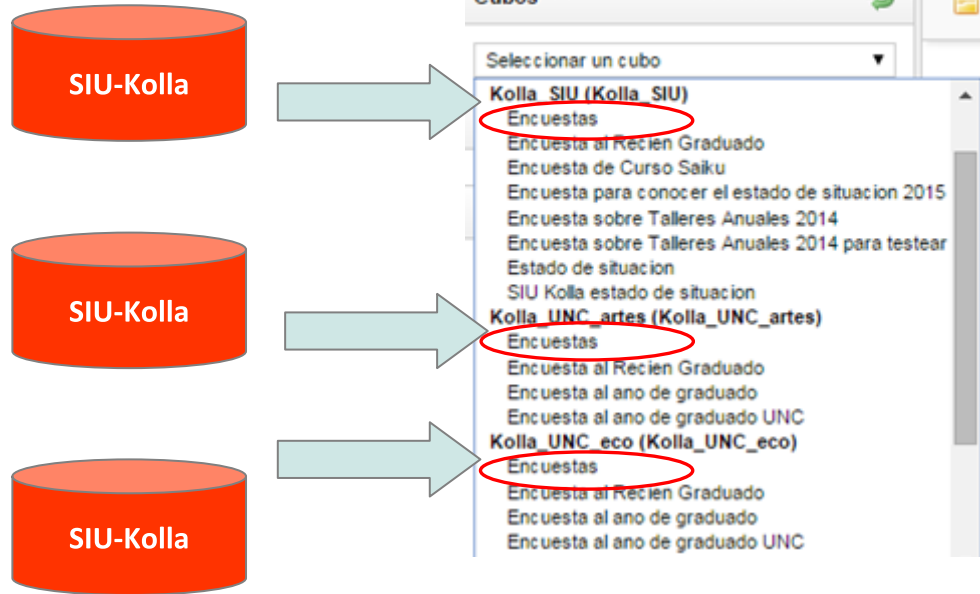 Cubos
SIU-Kolla
Seleccionar un cubo
Kolla_SIU (Kolla_SIU)
Encuestas
Encuesta al Recien Graduado
Encuesta de Curso Saiku
Encuesta para conocer el estado de situacion 2015
Encuesta sobre Talleres Anuales 2014
Encuesta sobre Talleres Anuales 2014 para testear
Estado de situacion
SIU Kolla estado de situacion
SIU-Kolla
Kolla_UNC_artes (Kolla_UNC_artes)
Encuestas
Encuesta al Recien Graduado
Encuesta al ano de graduado
Encuesta al ano de graduado UNC
Kolla_UNC_eco (Kolla_UNC_eco)
Encuestas
Encuesta al Recien Graduado
Encuesta al ano de graduado
Encuesta al ano de graduado UNC
SIU-Kolla